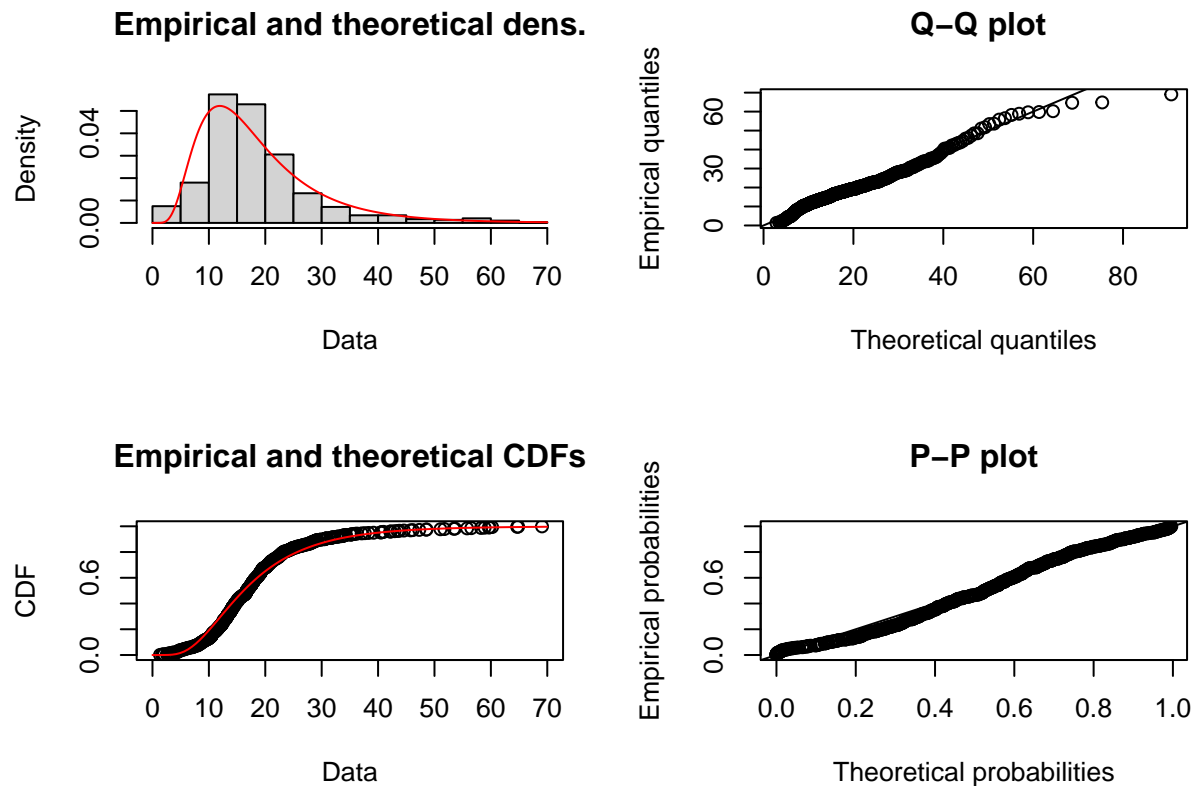 Empirical and theoretical dens.
Density
0.00
0.04
0 10 20 30 40 50 60 70
Data
Q−Q plot
Empirical quantiles
0
30
60
0 20 40 60 80
Theoretical quantiles
Empirical and theoretical CDFs
CDF
0.0
0.6
0 10 20 30 40 50 60 70
Data
P−P plot
Empirical probabilities
0.0
0.6
0.0 0.2 0.4 0.6 0.8 1.0
Theoretical probabilities